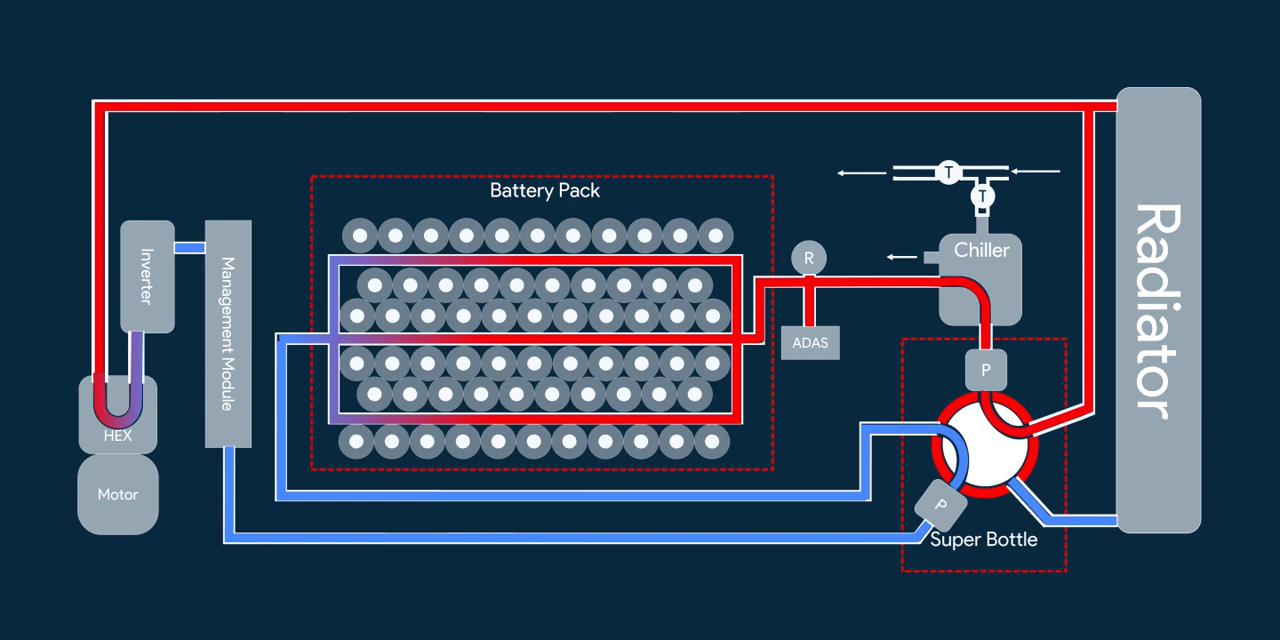 Battery Pack
T
T
R
Chiller
Inverter
Management Module
Radiator
ADAS
P
HEX
Motor
P
Super Bottle